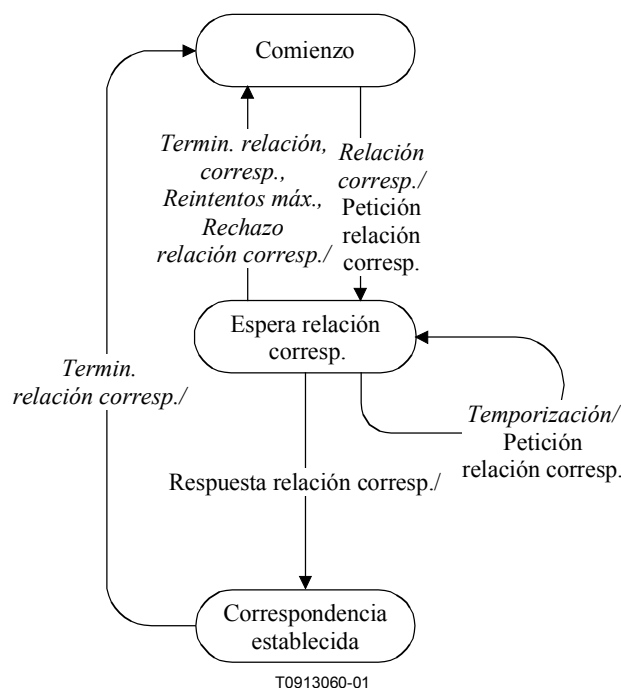 Comienzo
Termin. relación,
corresp.,
Reintentos máx.,
Rechazo
relación corresp./
Relación
corresp./
Petición
relación
corresp.
Espera relación
corresp.
Termin.
relación corresp./
Temporización/
Petición
relación corresp.
Respuesta relación corresp./
Correspondencia
establecida
T0913060-01